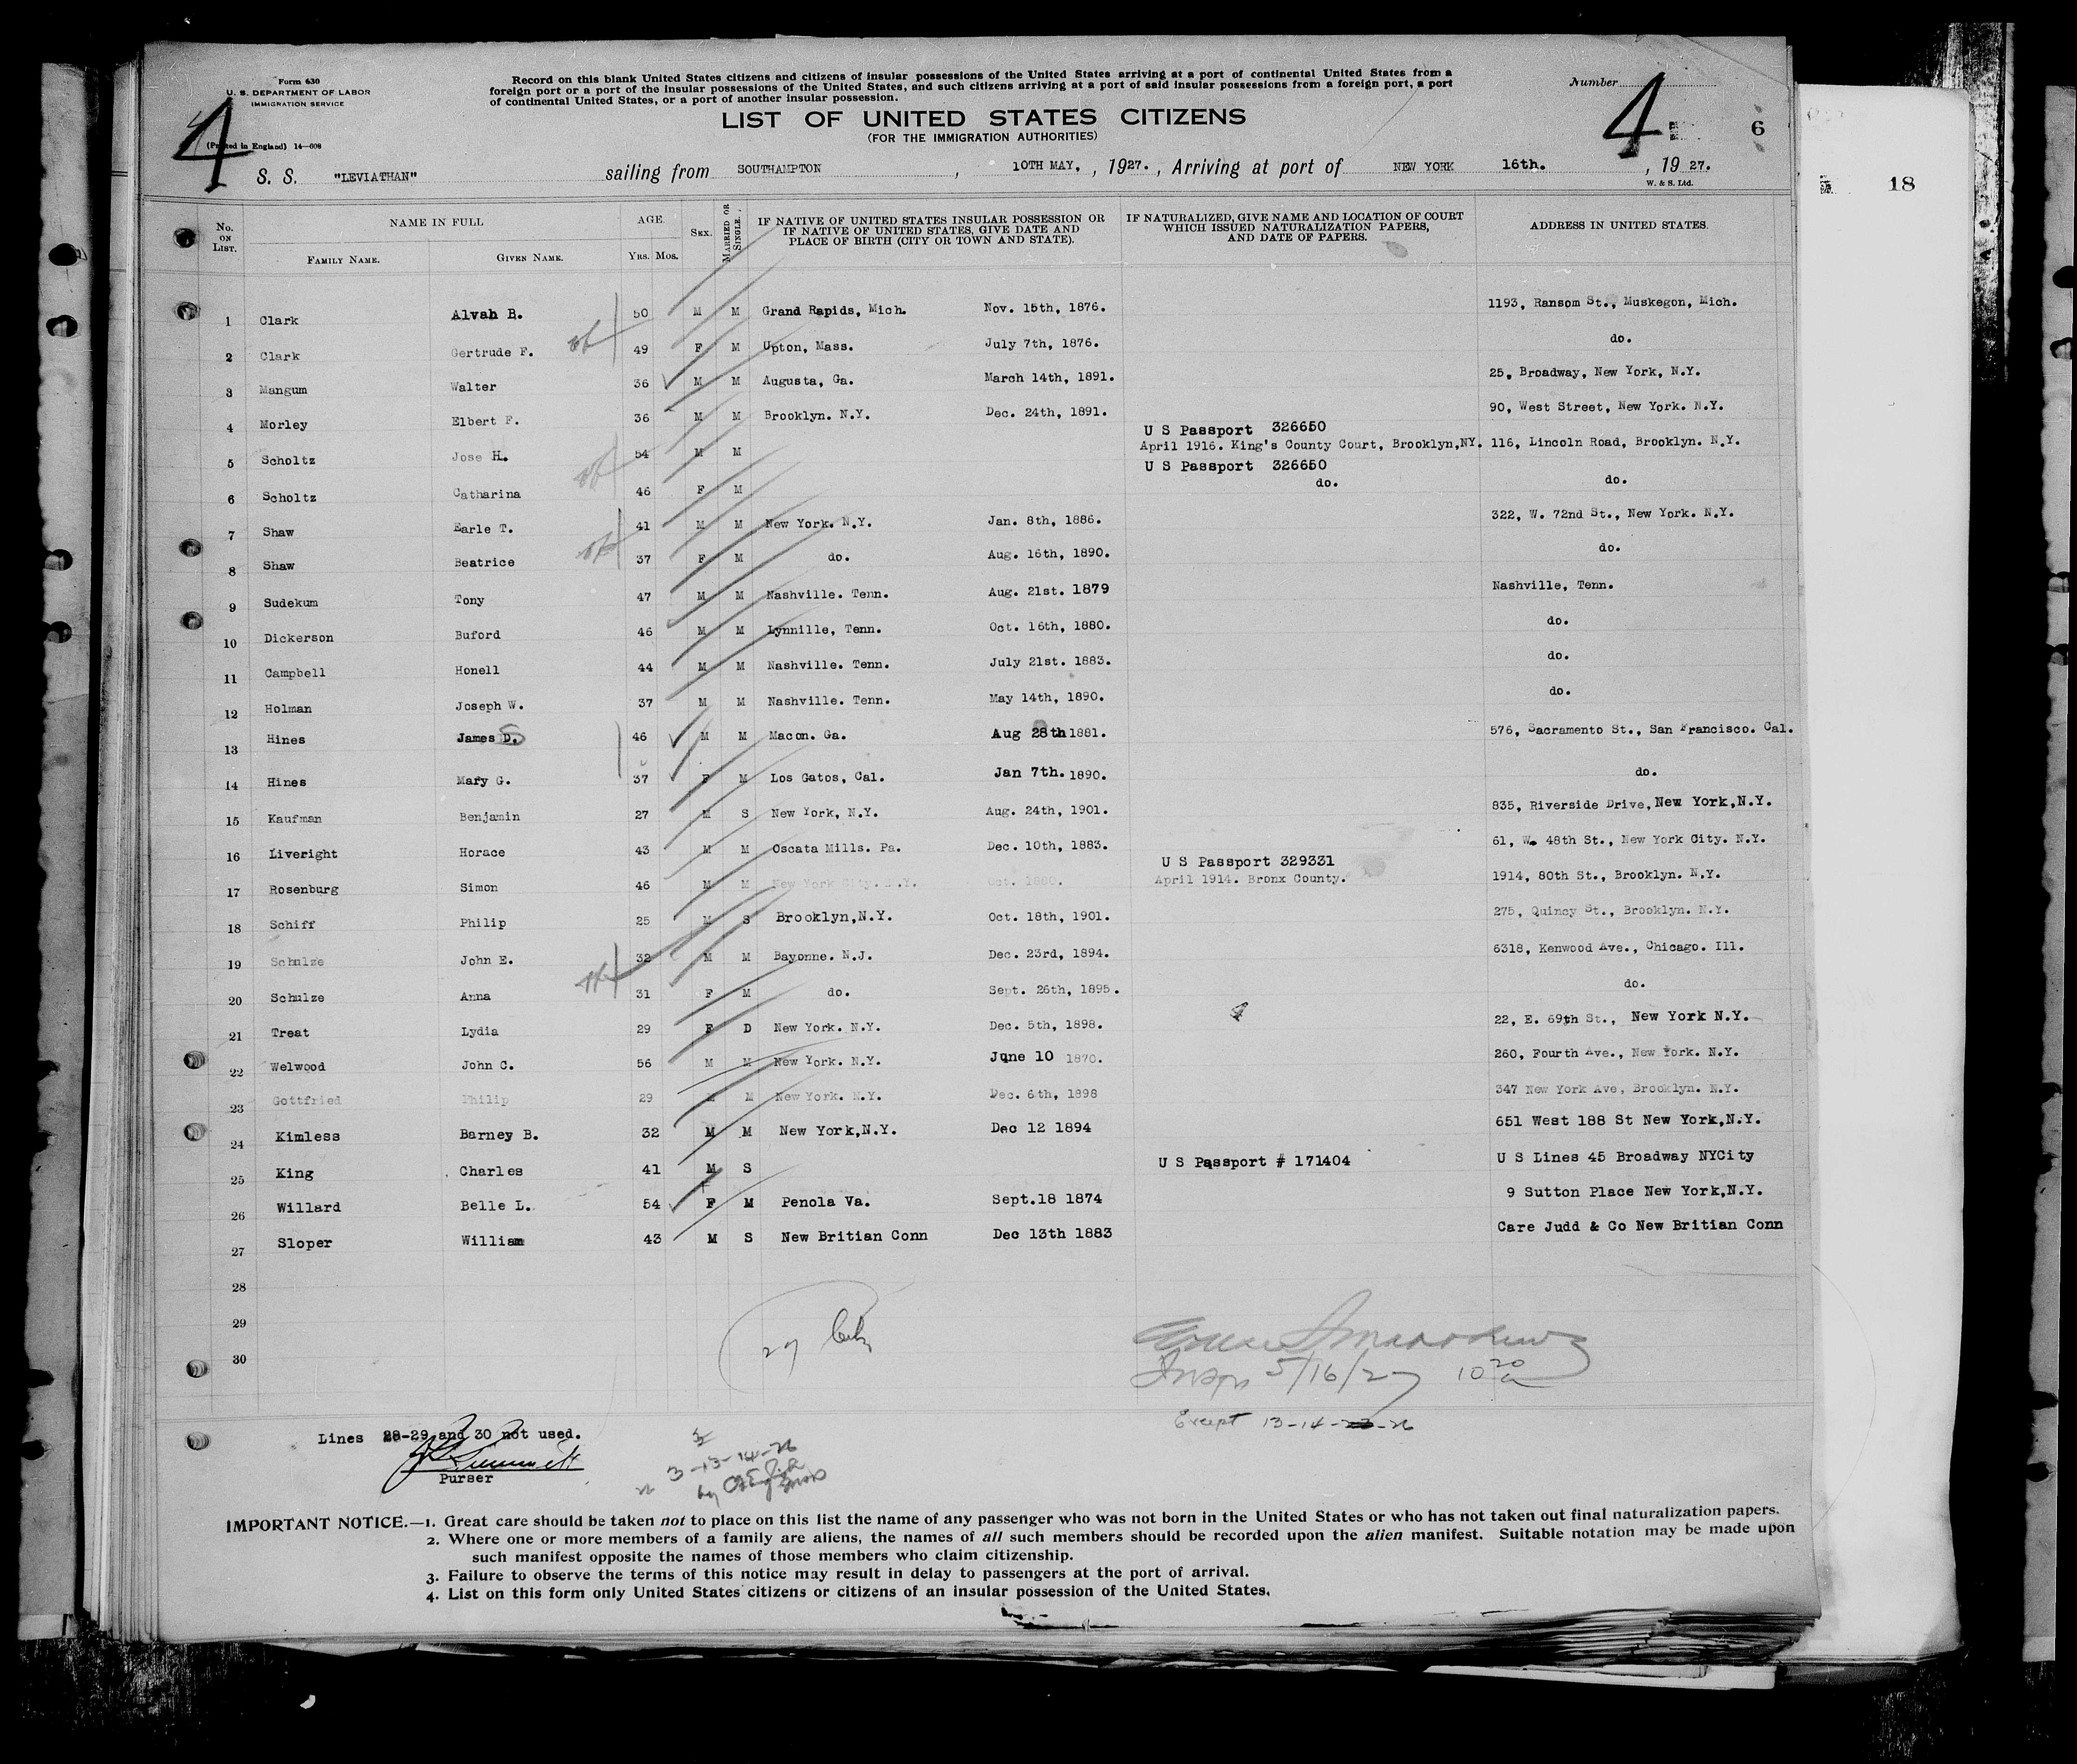 Form 630
U. S. DEPARTMENT OF LABOR
IMMIGRATION SERVICE
(Printed in England) 14—608
4
Record on this blank United States citizens and citizens of insular possessions of the United States arriving at a port of continental United States from a
foreign port or a port of the insular possessions of the United States, and such citizens arriving at a port of said insular possessions from a foreign port, a port
of continental United States, or a port of another insular possession.
Number
4
6
18
LIST OF UNITED STATES CITIZENS
(FOR THE IMMIGRATION AUTHORITIES)
S. S. "LEVIATHAN" sailing from SOUTHAMPTON, 10TH MAY, , 1927. , Arriving at port of NEW YORK 16th. , 19 27.
W. & S. Ltd.
No. ON LIST. NAME IN FULL AGE SEX. MARRIED OR SINGLE. IF NATIVE OF UNITED STATES INSULAR POSSESSION OR IF NATIVE OF UNITED STATES, GIVE DATE AND PLACE OF BIRTH (CITY OR TOWN AND STATE). IF NATURALIZED, GIVE NAME AND LOCATION OF COURT WHICH ISSUED NATURALIZATION PAPERS, AND DATE OF PAPERS. ADDRESS IN UNITED STATES.
FAMILY NAME. GIVEN NAME. YRS. MOS.
1 Clark Alvah B. 50 M M Grand Rapids, Mich. Nov. 15th, 1876. 1193, Ransom St., Muskegon, Mich.
2 Clark Gertrude F. 49 F M Upton, Mass. July 7th, 1876. do.
3 Mangum Walter 36 M M Augusta, Ga. March 14th, 1891. 25, Broadway, New York, N.Y.
4 Morley Elbert F. 36 M M Brooklyn. N.Y. Dec. 24th, 1891. 90, West Street, New York. N.Y.
U S Passport 326650
5 Scholtz Jose H. 54 M M April 1916. King's County Court, Brooklyn,NY. 116, Lincoln Road, Brooklyn. N.Y.
U S Passport 326650
6 Scholtz Catharina 46 F M do. do.
7 Shaw Earle T. 41 M M New York. N.Y. Jan. 8th, 1886. 322, W. 72nd St., New York. N.Y.
8 Shaw Beatrice 37 F M do. Aug. 16th, 1890. do.
9 Sudekum Tony 47 M M Nashville. Tenn. Aug. 21st. 1879 Nashville, Tenn.
10 Dickerson Buford 46 M M Lynnille, Tenn. Oct. 16th, 1880. do.
11 Campbell Honell 44 M M Nashville. Tenn. July 21st. 1883. do.
12 Holman Joseph W. 37 M M Nashville. Tenn. May 14th, 1890. do.
13 Hines James D. 46 M M Macon. Ga. Aug 28th 1881. 576, Sacramento St., San Francisco. Cal.
14 Hines Mary G. 37 F M Los Gatos, Cal. Jan 7th. 1890. do.
15 Kaufman Benjamin 27 M S New York, N.Y. Aug. 24th, 1901. 835, Riverside Drive, New York,N.Y.
16 Liveright Horace 43 M M Oscata Mills. Pa. Dec. 10th, 1883. 61, W. 48th St., New York City. N.Y.
U S Passport 329331
17 Rosenburg Simon 46 M M New York City. N.Y. Oct. 1880. April 1914. Bronx County. 1914, 80th St., Brooklyn. N.Y.
18 Schiff Philip 25 M S Brooklyn,N.Y. Oct. 18th, 1901. 275, Quincy St., Brooklyn. N.Y.
19 Schulze John E. 32 M M Bayonne. N.J. Dec. 23rd, 1894. 6318, Kenwood Ave., Chicago. Ill.
20 Schulze Anna 31 F M do. Sept. 26th, 1895. do.
21 Treat Lydia 29 F D New York. N.Y. Dec. 5th, 1898. 22, E. 69th St., New York N.Y.
22 Welwood John C. 56 M M New York. N.Y. June 10 1870. 260, Fourth Ave., New York. N.Y.
23 Gottfried Philip 29 M M New York. N.Y. Dec. 6th, 1898 347 New York Ave, Brooklyn. N.Y.
24 Kimless Barney B. 32 M M New York,N.Y. Dec 12 1894 651 West 188 St New York,N.Y.
25 King Charles 41 M S U S Passport # 171404 U S Lines 45 Broadway NYCity
26 Willard Belle L. 54 F M Penola Va. Sept.18 1874 9 Sutton Place New York,N.Y.
27 Sloper William 43 M S New Britian Conn Dec 13th 1883 Care Judd & Co New Britian Conn
28
29
30
27
5/16/27 10 20 a
Except 13-14-23-26
Lines 28-29 and 30 not used.
Purser
3-13-14-26
by
IMPORTANT NOTICE.—1. Great care should be taken not to place on this list the name of any passenger who was not born in the United States or who has not taken out final naturalization papers.
2. Where one or more members of a family are aliens, the names of all such members should be recorded upon the alien manifest. Suitable notation may be made upon
such manifest opposite the names of those members who claim citizenship.
3. Failure to observe the terms of this notice may result in delay to passengers at the port of arrival.
4. List on this form only United States citizens or citizens of an insular possession of the United States.